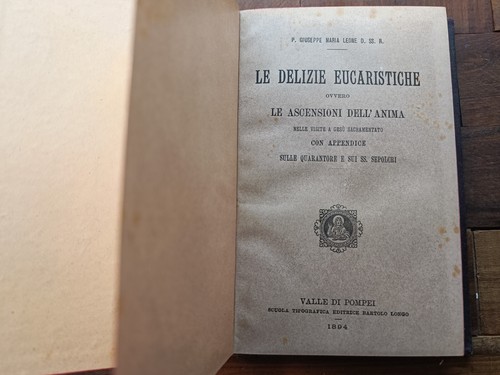 P. GIUSEPPE MARIA LEONE D. SS. R.
LE DELIZIE EUCARISTICHE
OVVERO
LE ASCENSIONI DELL'ANIMA
NELLE VISITE A GESÙ SACRAMENTATO
CON APPENDICE
SULLE QUARANTORE E SUI SS. SEPOLCRI
VALLE DI POMPEI
SCUOLA TIPOGRAFICA EDITRICE BARTOLO LONGO
1894